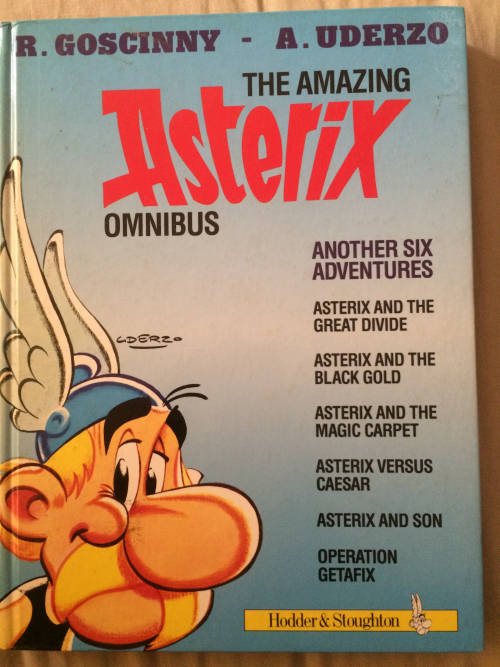 R. GOSCINNY - A. UDERZO
THE AMAZING
Asterix
OMNIBUS
ANOTHER SIX
ADVENTURES
ASTERIX AND THE
GREAT DIVIDE
UDERZO
ASTERIX AND THE
BLACK GOLD
ASTERIX AND THE
MAGIC CARPET
ASTERIX VERSUS
CAESAR
ASTERIX AND SON
OPERATION
GETAFIX
Hodder & Stoughton